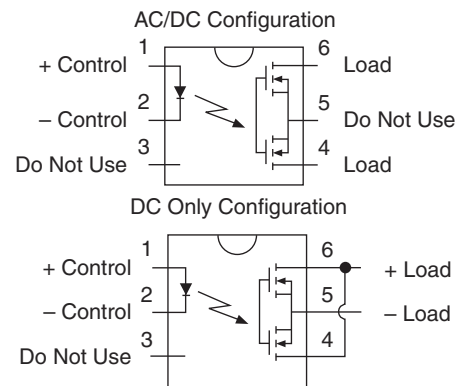 AC/DC Configuration
1 6
+ Control Load
2 5
– Control Do Not Use
3 4
Do Not Use Load
DC Only Configuration
1 6
+ Control + Load
2 5
– Control – Load
3 4
Do Not Use